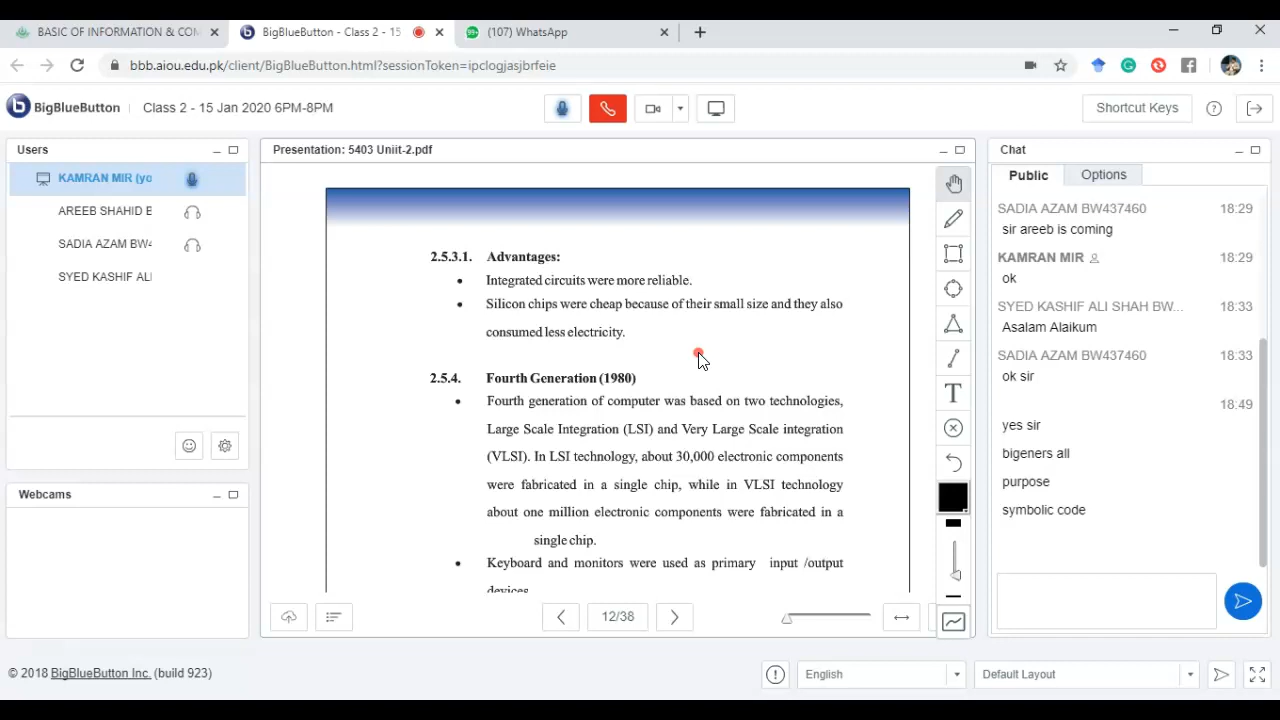 BASIC OF INFORMATION & COM
BigBlueButton - Class 2 - 15
99+
(107) WhatsApp
bbb.aiou.edu.pk/client/BigBlueButton.html?sessionToken=ipclogjasjbrfeie
b BigBlueButton
Class 2 - 15 Jan 2020 6PM-8PM
Shortcut Keys
Users
KAMRAN MIR (yo
AREEB SHAHID B
SADIA AZAM BW4
SYED KASHIF ALI
Webcams
Presentation: 5403 Uniit-2.pdf
2.5.3.1. Advantages:
• Integrated circuits were more reliable.
• Silicon chips were cheap because of their small size and they also
consumed less electricity.
2.5.4. Fourth Generation (1980)
• Fourth generation of computer was based on two technologies,
Large Scale Integration (LSI) and Very Large Scale integration
(VLSI). In LSI technology, about 30,000 electronic components
were fabricated in a single chip, while in VLSI technology
about one million electronic components were fabricated in a
single chip.
• Keyboard and monitors were used as primary input /output
devices
T
12/38
Chat
Public
Options
SADIA AZAM BW437460 18:29
sir areeb is coming
KAMRAN MIR 18:29
ok
SYED KASHIF ALI SHAH BW... 18:33
Asalam Alaikum
SADIA AZAM BW437460 18:33
ok sir
18:49
yes sir
bigeners all
purpose
symbolic code
© 2018 BigBlueButton Inc. (build 923)
English
Default Layout